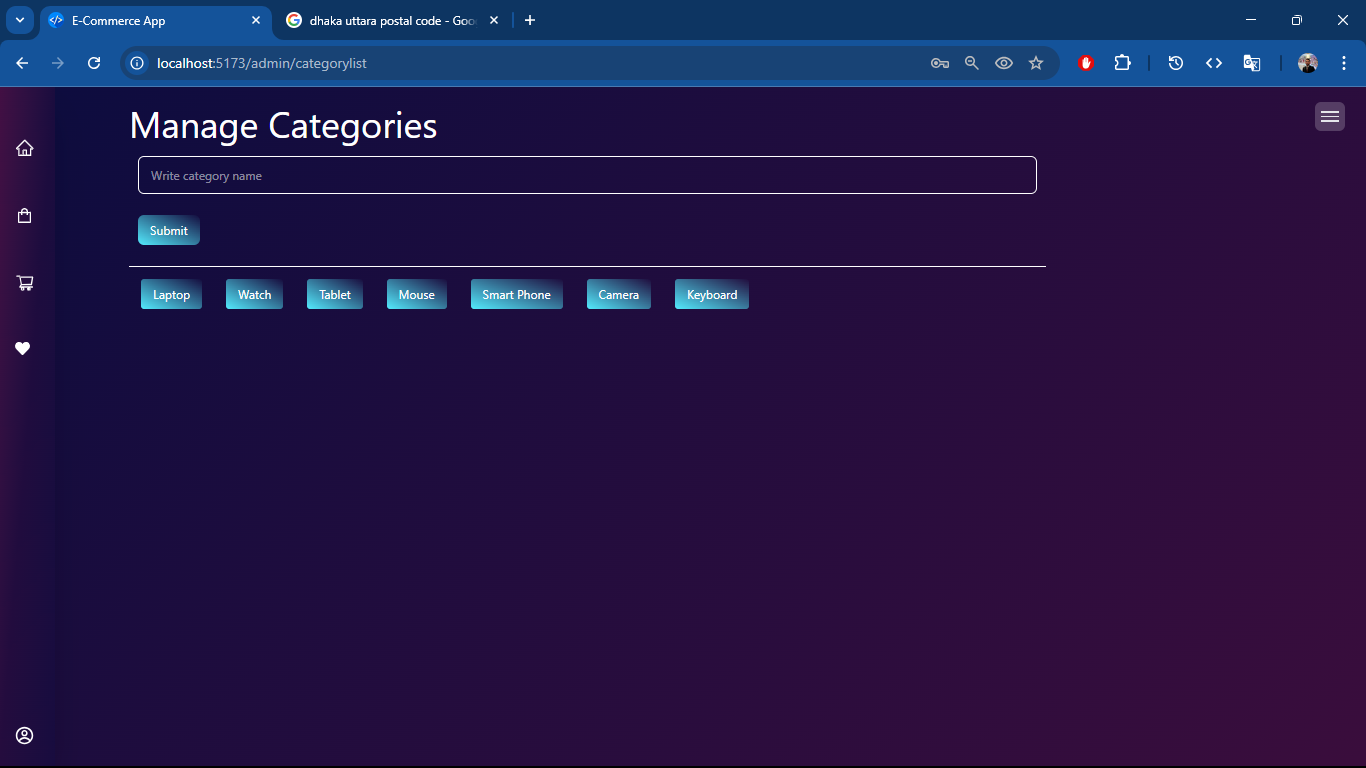 E-Commerce App
dhaka uttara postal code - Goo
localhost:5173/admin/categorylist
Manage Categories
Write category name
Submit
Laptop Watch Tablet Mouse Smart Phone Camera Keyboard